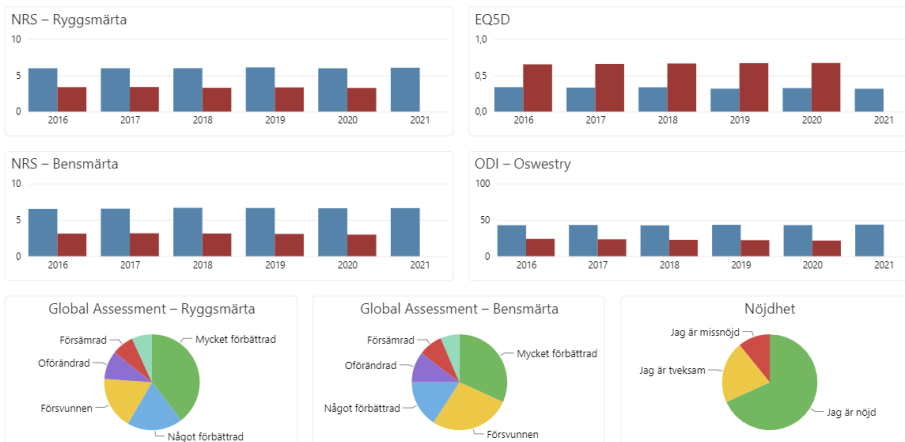 NRS – Ryggsmärta
10
5
0
2016 2017 2018 2019 2020 2021
EQ5D
1,0
0,5
0,0
2016 2017 2018 2019 2020 2021
NRS – Bensmärta
10
5
0
2016 2017 2018 2019 2020 2021
ODI – Oswestry
100
50
0
2016 2017 2018 2019 2020 2021
Global Assessment – Ryggsmärta
Försämrad
Mycket förbättrad
Oförändrad
Försvunnen
Något förbättrad
Global Assessment – Bensmärta
Försämrad
Mycket förbättrad
Oförändrad
Något förbättrad
Försvunnen
Nöjdhet
Jag är missnöjd
Jag är tveksam
Jag är nöjd